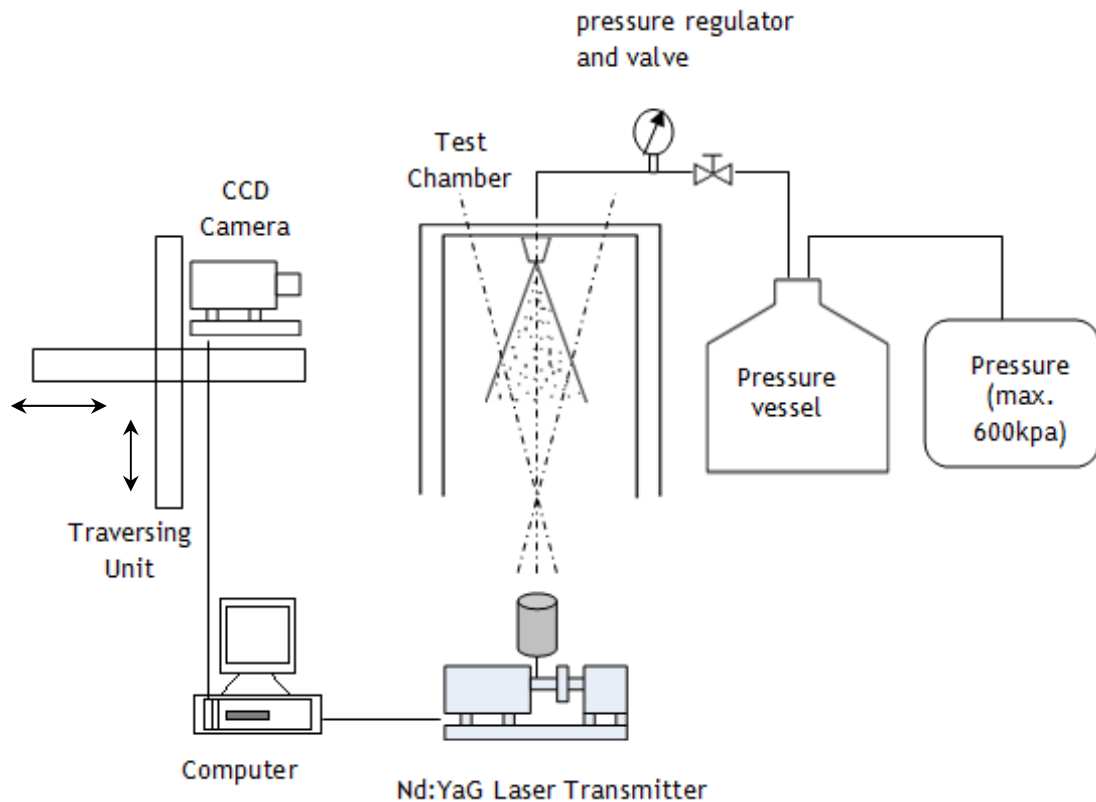 pressure regulator
and valve
Test
Chamber
CCD
Camera
Pressure
vessel
Pressure
(max.
600kpa)
Traversing
Unit
Computer
Nd:YaG Laser Transmitter